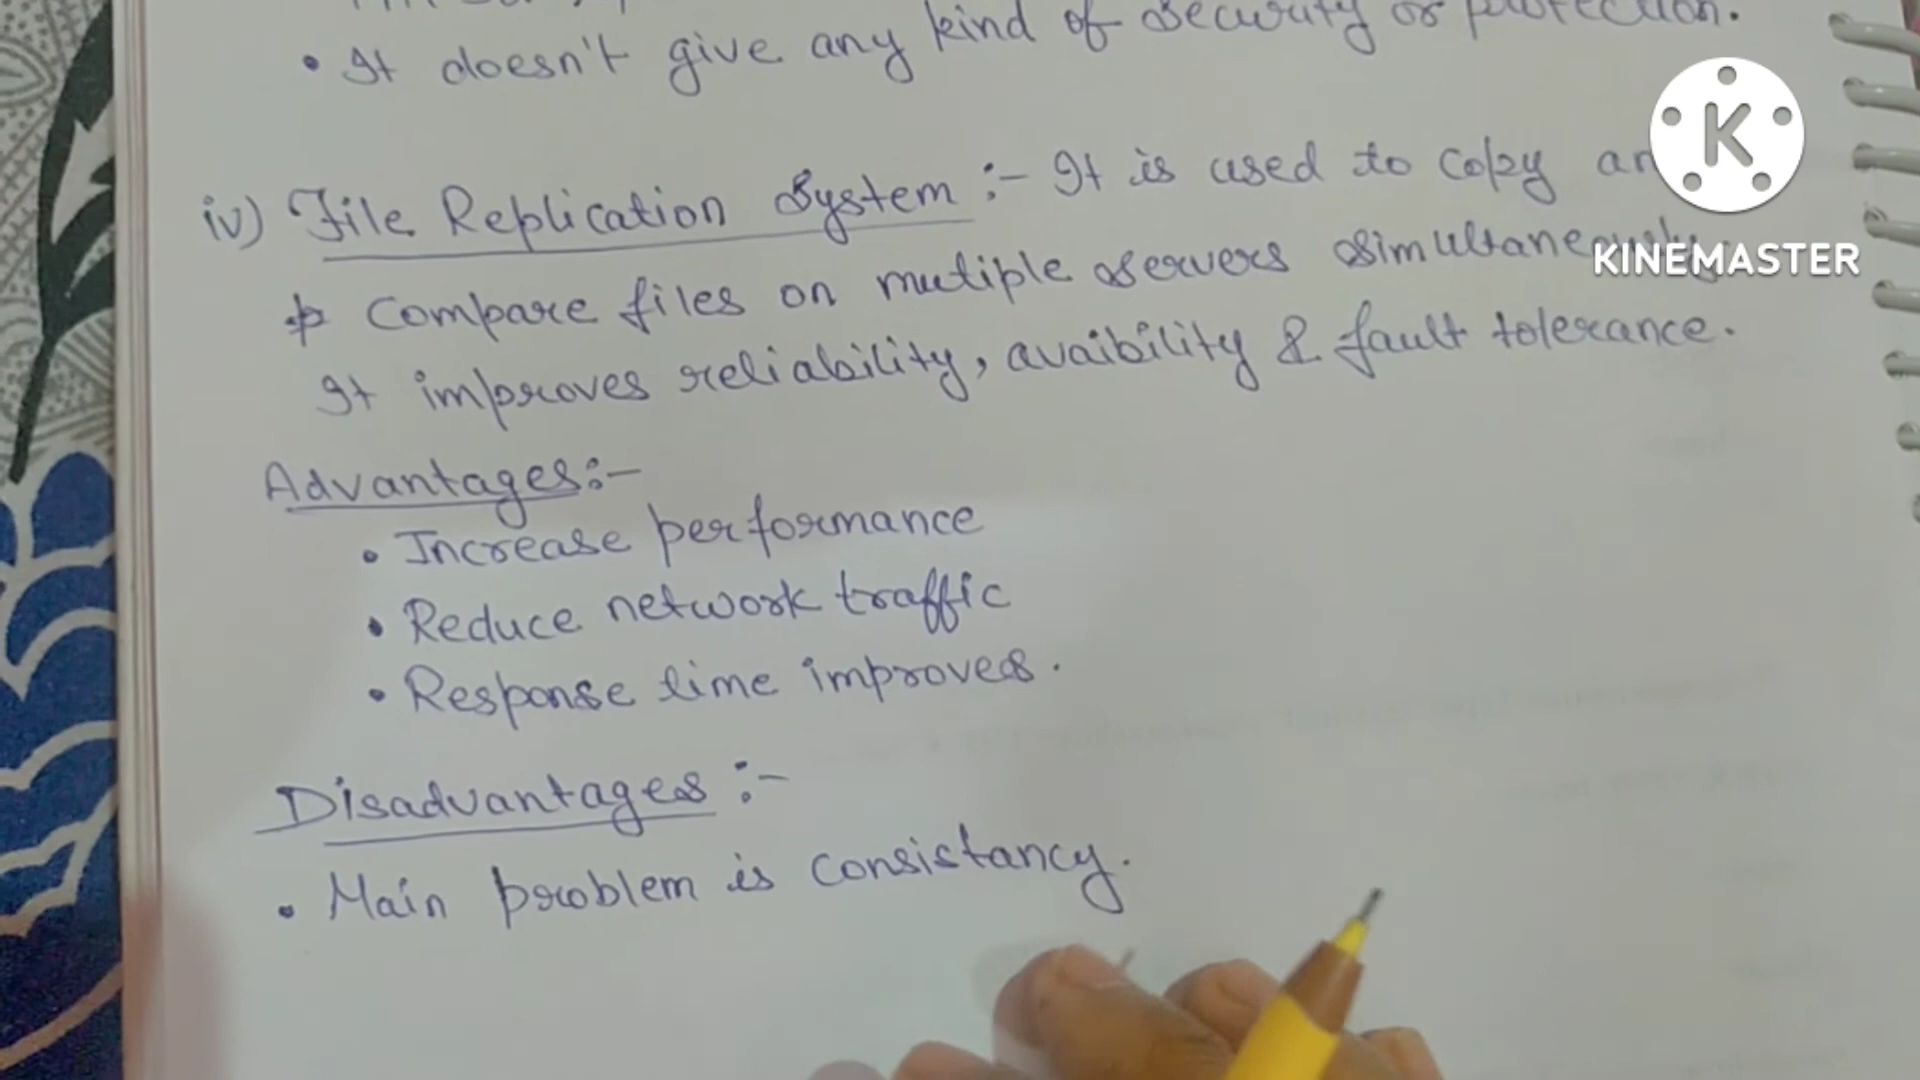 • It doesn't give any kind of security or protection.
iv) File Replication System :- It is used to copy an
Compare files on mutiple servers simultaneously
It improves reliability, avaibility & fault tolerance.
Advantages:-
• Increase performance
• Reduce network traffic
• Response time improves.
Disadvantages :-
• Main problem is consistancy.
K
KINEMASTER